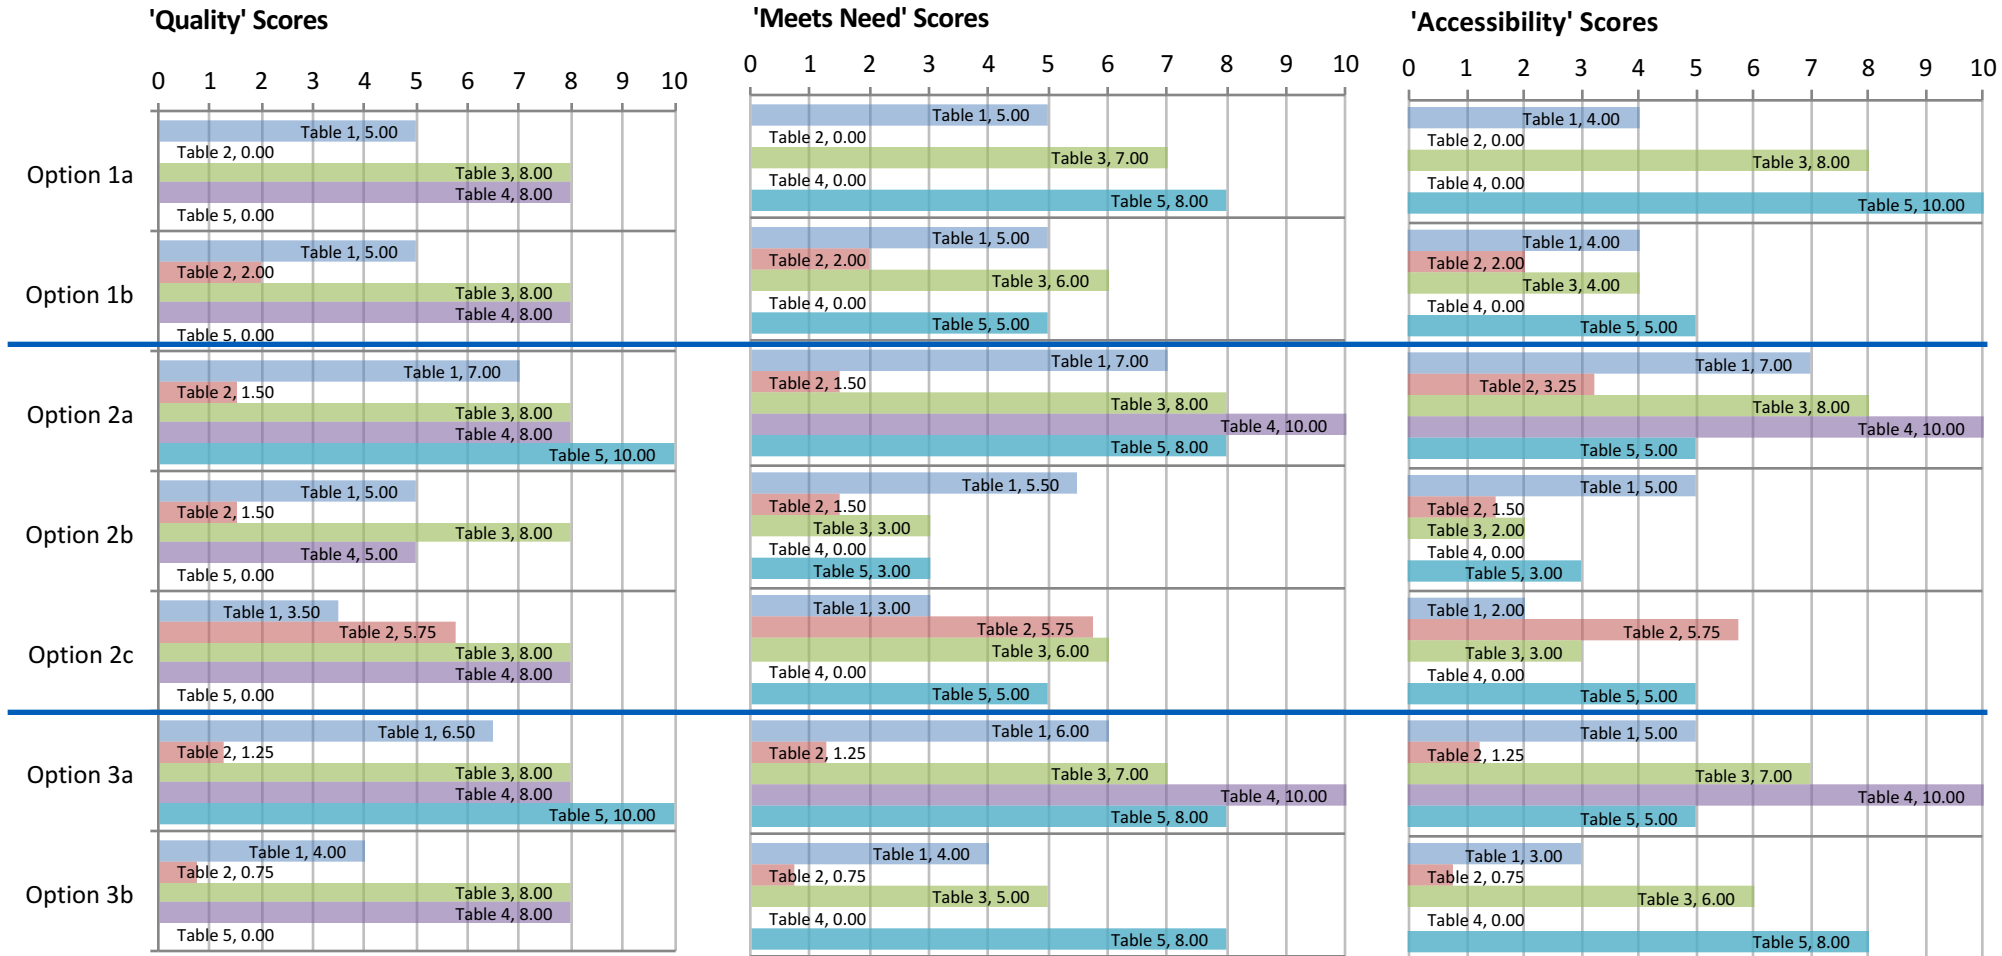 'Quality' Scores
0 1 2 3 4 5 6 7 8 9 10
'Meets Need' Scores
0 1 2 3 4 5 6 7 8 9 10
'Accessibility' Scores
0 1 2 3 4 5 6 7 8 9 10
Option 1a
Table 1, 5.00
Table 2, 0.00
Table 3, 8.00
Table 4, 8.00
Table 5, 0.00
Table 1, 5.00
Table 2, 0.00
Table 3, 7.00
Table 4, 0.00
Table 5, 8.00
Table 1, 4.00
Table 2, 0.00
Table 3, 8.00
Table 4, 0.00
Table 5, 10.00
Option 1b
Table 1, 5.00
Table 2, 2.00
Table 3, 8.00
Table 4, 8.00
Table 5, 0.00
Table 1, 5.00
Table 2, 2.00
Table 3, 6.00
Table 4, 0.00
Table 5, 5.00
Table 1, 4.00
Table 2, 2.00
Table 3, 4.00
Table 4, 0.00
Table 5, 5.00
Option 2a
Table 1, 7.00
Table 2, 1.50
Table 3, 8.00
Table 4, 8.00
Table 5, 10.00
Table 1, 7.00
Table 2, 1.50
Table 3, 8.00
Table 4, 10.00
Table 5, 8.00
Table 1, 7.00
Table 2, 3.25
Table 3, 8.00
Table 4, 10.00
Table 5, 5.00
Option 2b
Table 1, 5.00
Table 2, 1.50
Table 3, 8.00
Table 4, 5.00
Table 5, 0.00
Table 1, 5.50
Table 2, 1.50
Table 3, 3.00
Table 4, 0.00
Table 5, 3.00
Table 1, 5.00
Table 2, 1.50
Table 3, 2.00
Table 4, 0.00
Table 5, 3.00
Option 2c
Table 1, 3.50
Table 2, 5.75
Table 3, 8.00
Table 4, 8.00
Table 5, 0.00
Table 1, 3.00
Table 2, 5.75
Table 3, 6.00
Table 4, 0.00
Table 5, 5.00
Table 1, 2.00
Table 2, 5.75
Table 3, 3.00
Table 4, 0.00
Table 5, 5.00
Option 3a
Table 1, 6.50
Table 2, 1.25
Table 3, 8.00
Table 4, 8.00
Table 5, 10.00
Table 1, 6.00
Table 2, 1.25
Table 3, 7.00
Table 4, 10.00
Table 5, 8.00
Table 1, 5.00
Table 2, 1.25
Table 3, 7.00
Table 4, 10.00
Table 5, 5.00
Option 3b
Table 1, 4.00
Table 2, 0.75
Table 3, 8.00
Table 4, 8.00
Table 5, 0.00
Table 1, 4.00
Table 2, 0.75
Table 3, 5.00
Table 4, 0.00
Table 5, 8.00
Table 1, 3.00
Table 2, 0.75
Table 3, 6.00
Table 4, 0.00
Table 5, 8.00